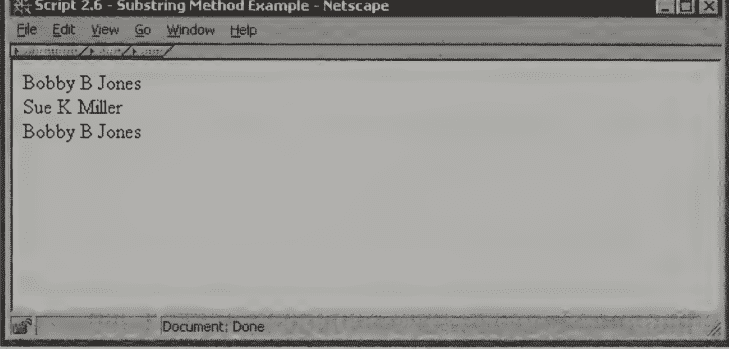 Script 2.6 - Substring Method Example - Netscape
File Edit View Go Window Help
Bobby B Jones
Sue K Miller
Bobby B Jones
Document: Done